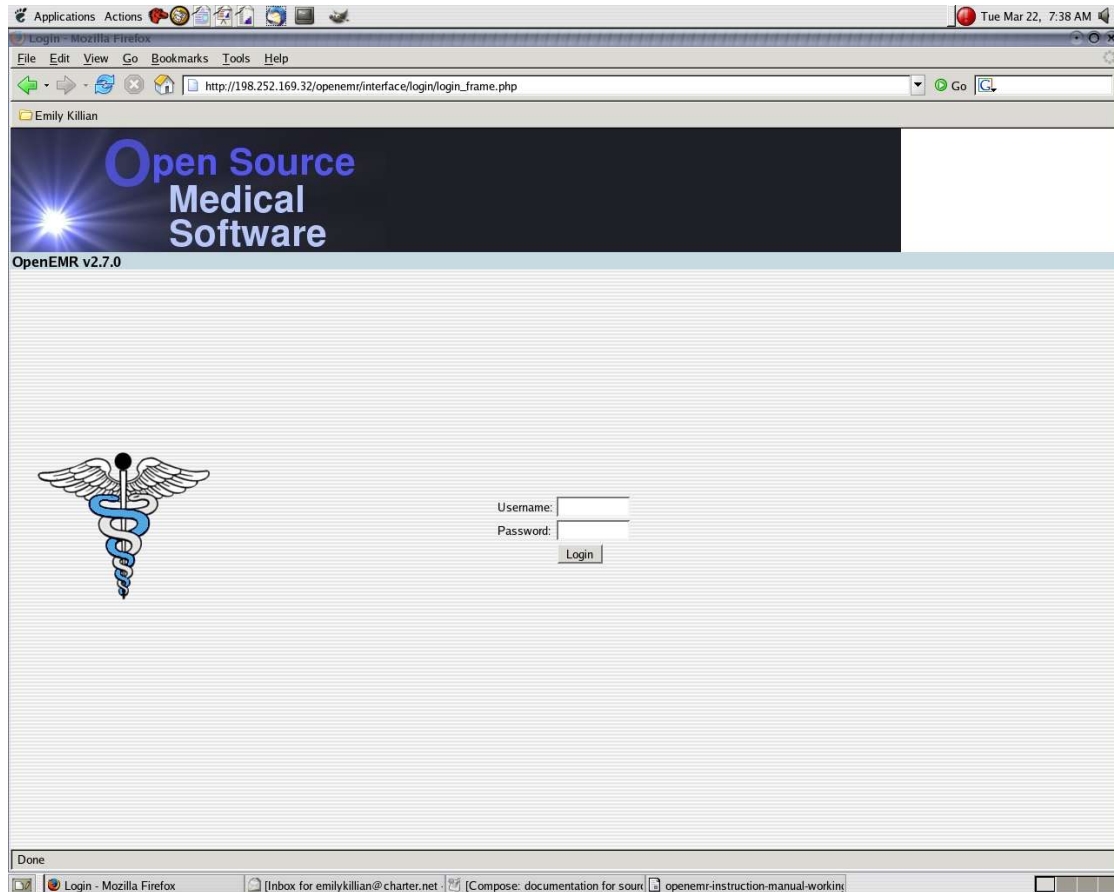 Applications Actions
Tue Mar 22, 7:38 AM
Login - Mozilla Firefox
File Edit View Go Bookmarks Tools Help
http://198.252.169.32/openemr/interface/login/login_frame.php
Go
G
Emily Killian
Open Source
Medical
Software
OpenEMR v2.7.0
Username:
Password:
Login
Done
Login - Mozilla Firefox
[Inbox for emilykillian@charter.net -
[Compose: documentation for sour
openemr-instruction-manual-working